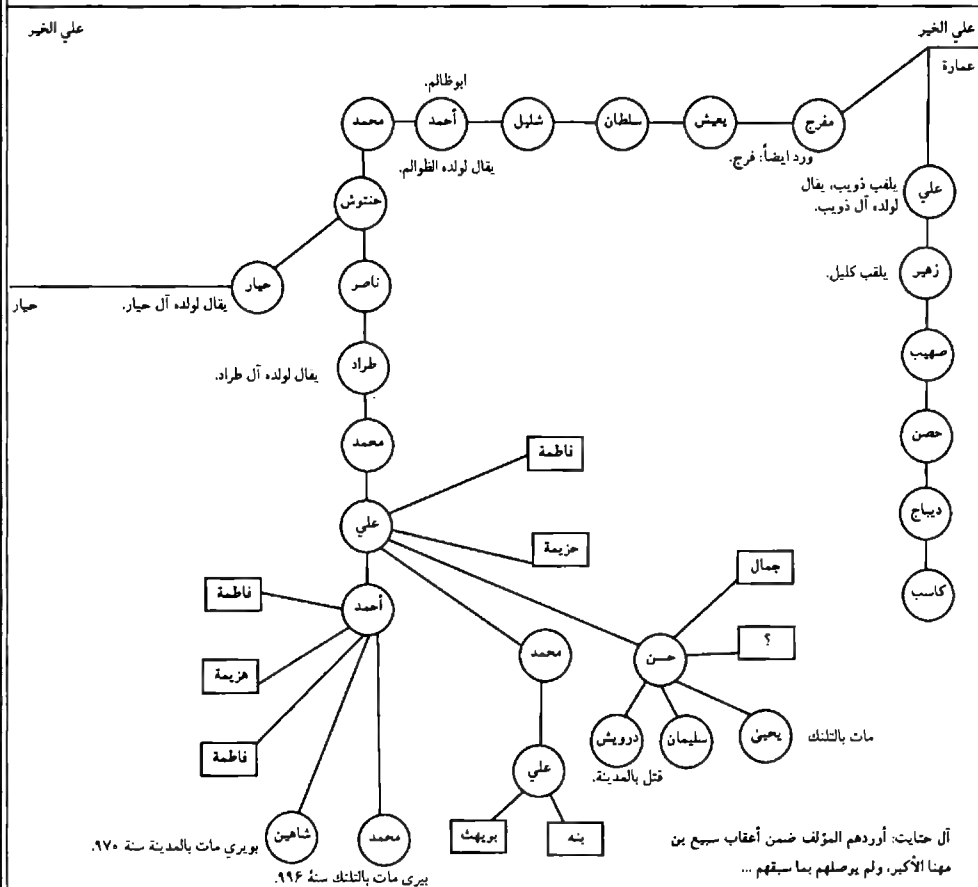 علي الخير
علي الخير
عمارة
ابوظالم.
مفرج
يعيش
سلطان
شليل
أحمد
محمد
ورد ايضاً: فرج.
يقال لولده الظوالم.
علي
يلقب ذويب، يقال
لولده آل ذويب.
حنتوش
زهير
يلقب كليل.
ناصر
حيار
يقال لولده آل حيار.
حيار
صهيب
طراد
يقال لولده آل طراد.
حصن
محمد
فاطمة
ديباج
علي
حزيمة
كاسب
جمال
أحمد
فاطمة
؟
حسن
محمد
هزيمة
يحيى
مات بالتلنك
سليمان
درويش
قتل بالمدينة.
فاطمة
علي
محمد
شاهين
بويري مات بالمدينة سنة ٩٧٠.
بيري مات بالتلنك سنة ٩٩٦.
بنه
بويهث
آل حتايت: أوردهم المؤلف ضمن أعقاب سبيع بن
مهنا الأكبر، ولم يوصلهم بما سبقهم ...